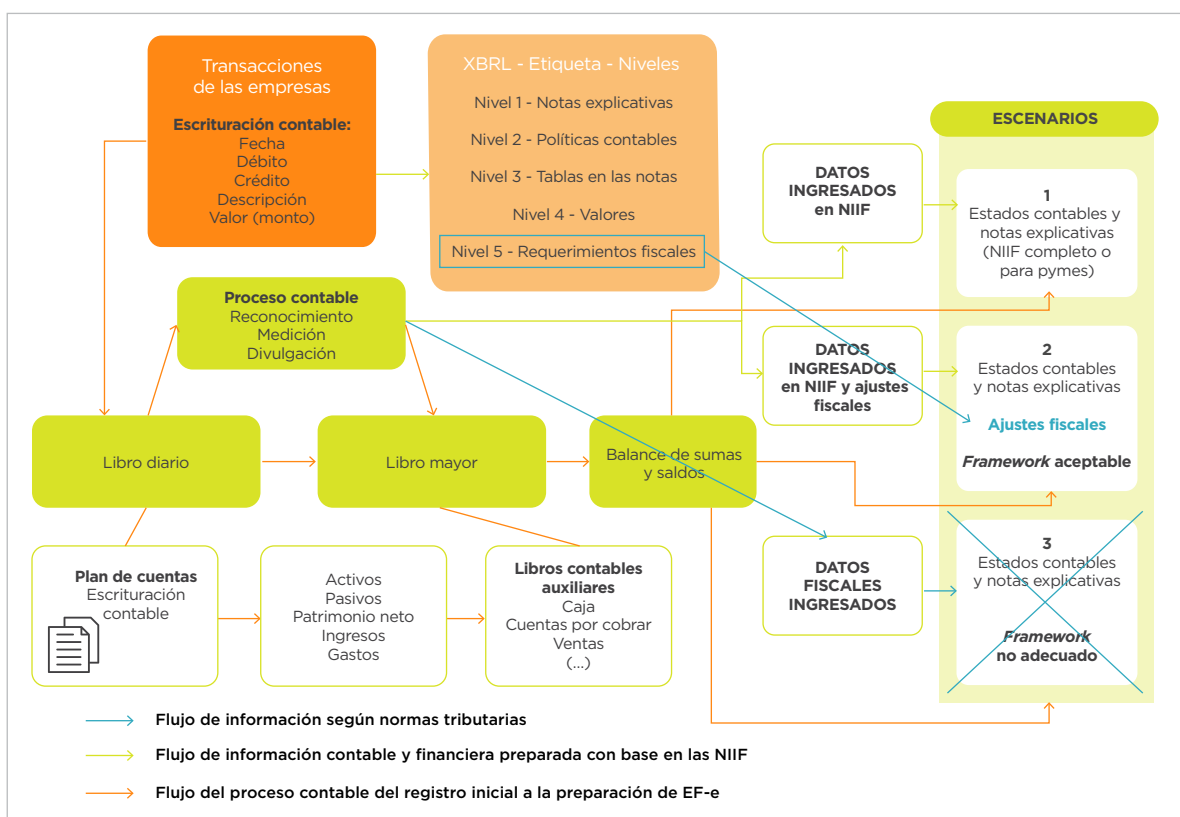 Transacciones
de las empresas
Escrituración contable:
Fecha
Débito
Crédito
Descripción
Valor (monto)
XBRL - Etiqueta - Niveles
Nivel 1 - Notas explicativas
Nivel 2 - Políticas contables
Nivel 3 - Tablas en las notas
Nivel 4 - Valores
Nivel 5 - Requerimientos fiscales
Proceso contable
Reconocimiento
Medición
Divulgación
Libro diario
Libro mayor
Balance de sumas
y saldos
Plan de cuentas
Escrituración
contable
Activos
Pasivos
Patrimonio neto
Ingresos
Gastos
Libros contables
auxiliares
Caja
Cuentas por cobrar
Ventas
(...)
DATOS
INGRESADOS
en NIIF
DATOS
INGRESADOS
en NIIF y ajustes
fiscales
DATOS
FISCALES
INGRESADOS
ESCENARIOS
1
Estados contables y
notas explicativas
(NIIF completo o
para pymes)
2
Estados contables
y notas explicativas
Ajustes fiscales
Framework aceptable
3
Estados contables
y notas explicativas
Framework
no adecuado
Flujo de información según normas tributarias
Flujo de información contable y financiera preparada con base en las NIIF
Flujo del proceso contable del registro inicial a la preparación de EF-e